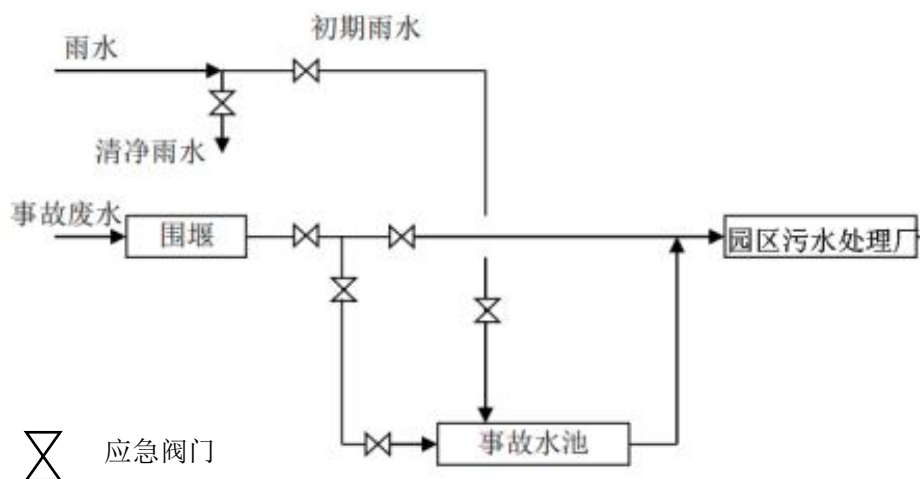 初期雨水
雨水
清净雨水
事故废水
围堰
园区污水处理厂
事故水池
应急阀门